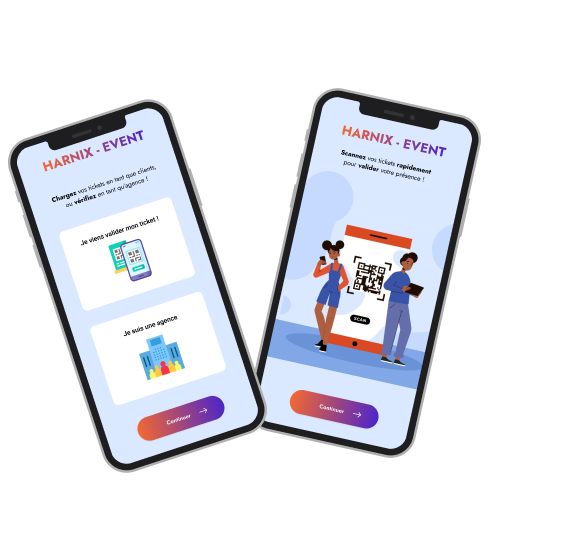 HARNIX - EVENT
Chargez vos tickets en tant que clients,
ou vérifiez en tant qu'agence !
Je viens valider mon ticket !
Je suis une agence
Continuer
HARNIX - EVENT
Scannez vos tickets rapidement
pour valider votre présence !
SCAN
Continuer